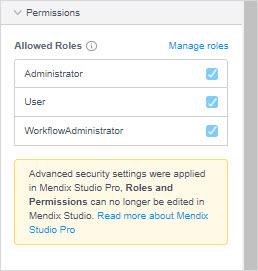 Permissions
Allowed Roles
Manage roles
Administrator
User
WorkflowAdministrator
Advanced security settings were applied
in Mendix Studio Pro, Roles and
Permissions can no longer be edited in
Mendix Studio. Read more about Mendix
Studio Pro